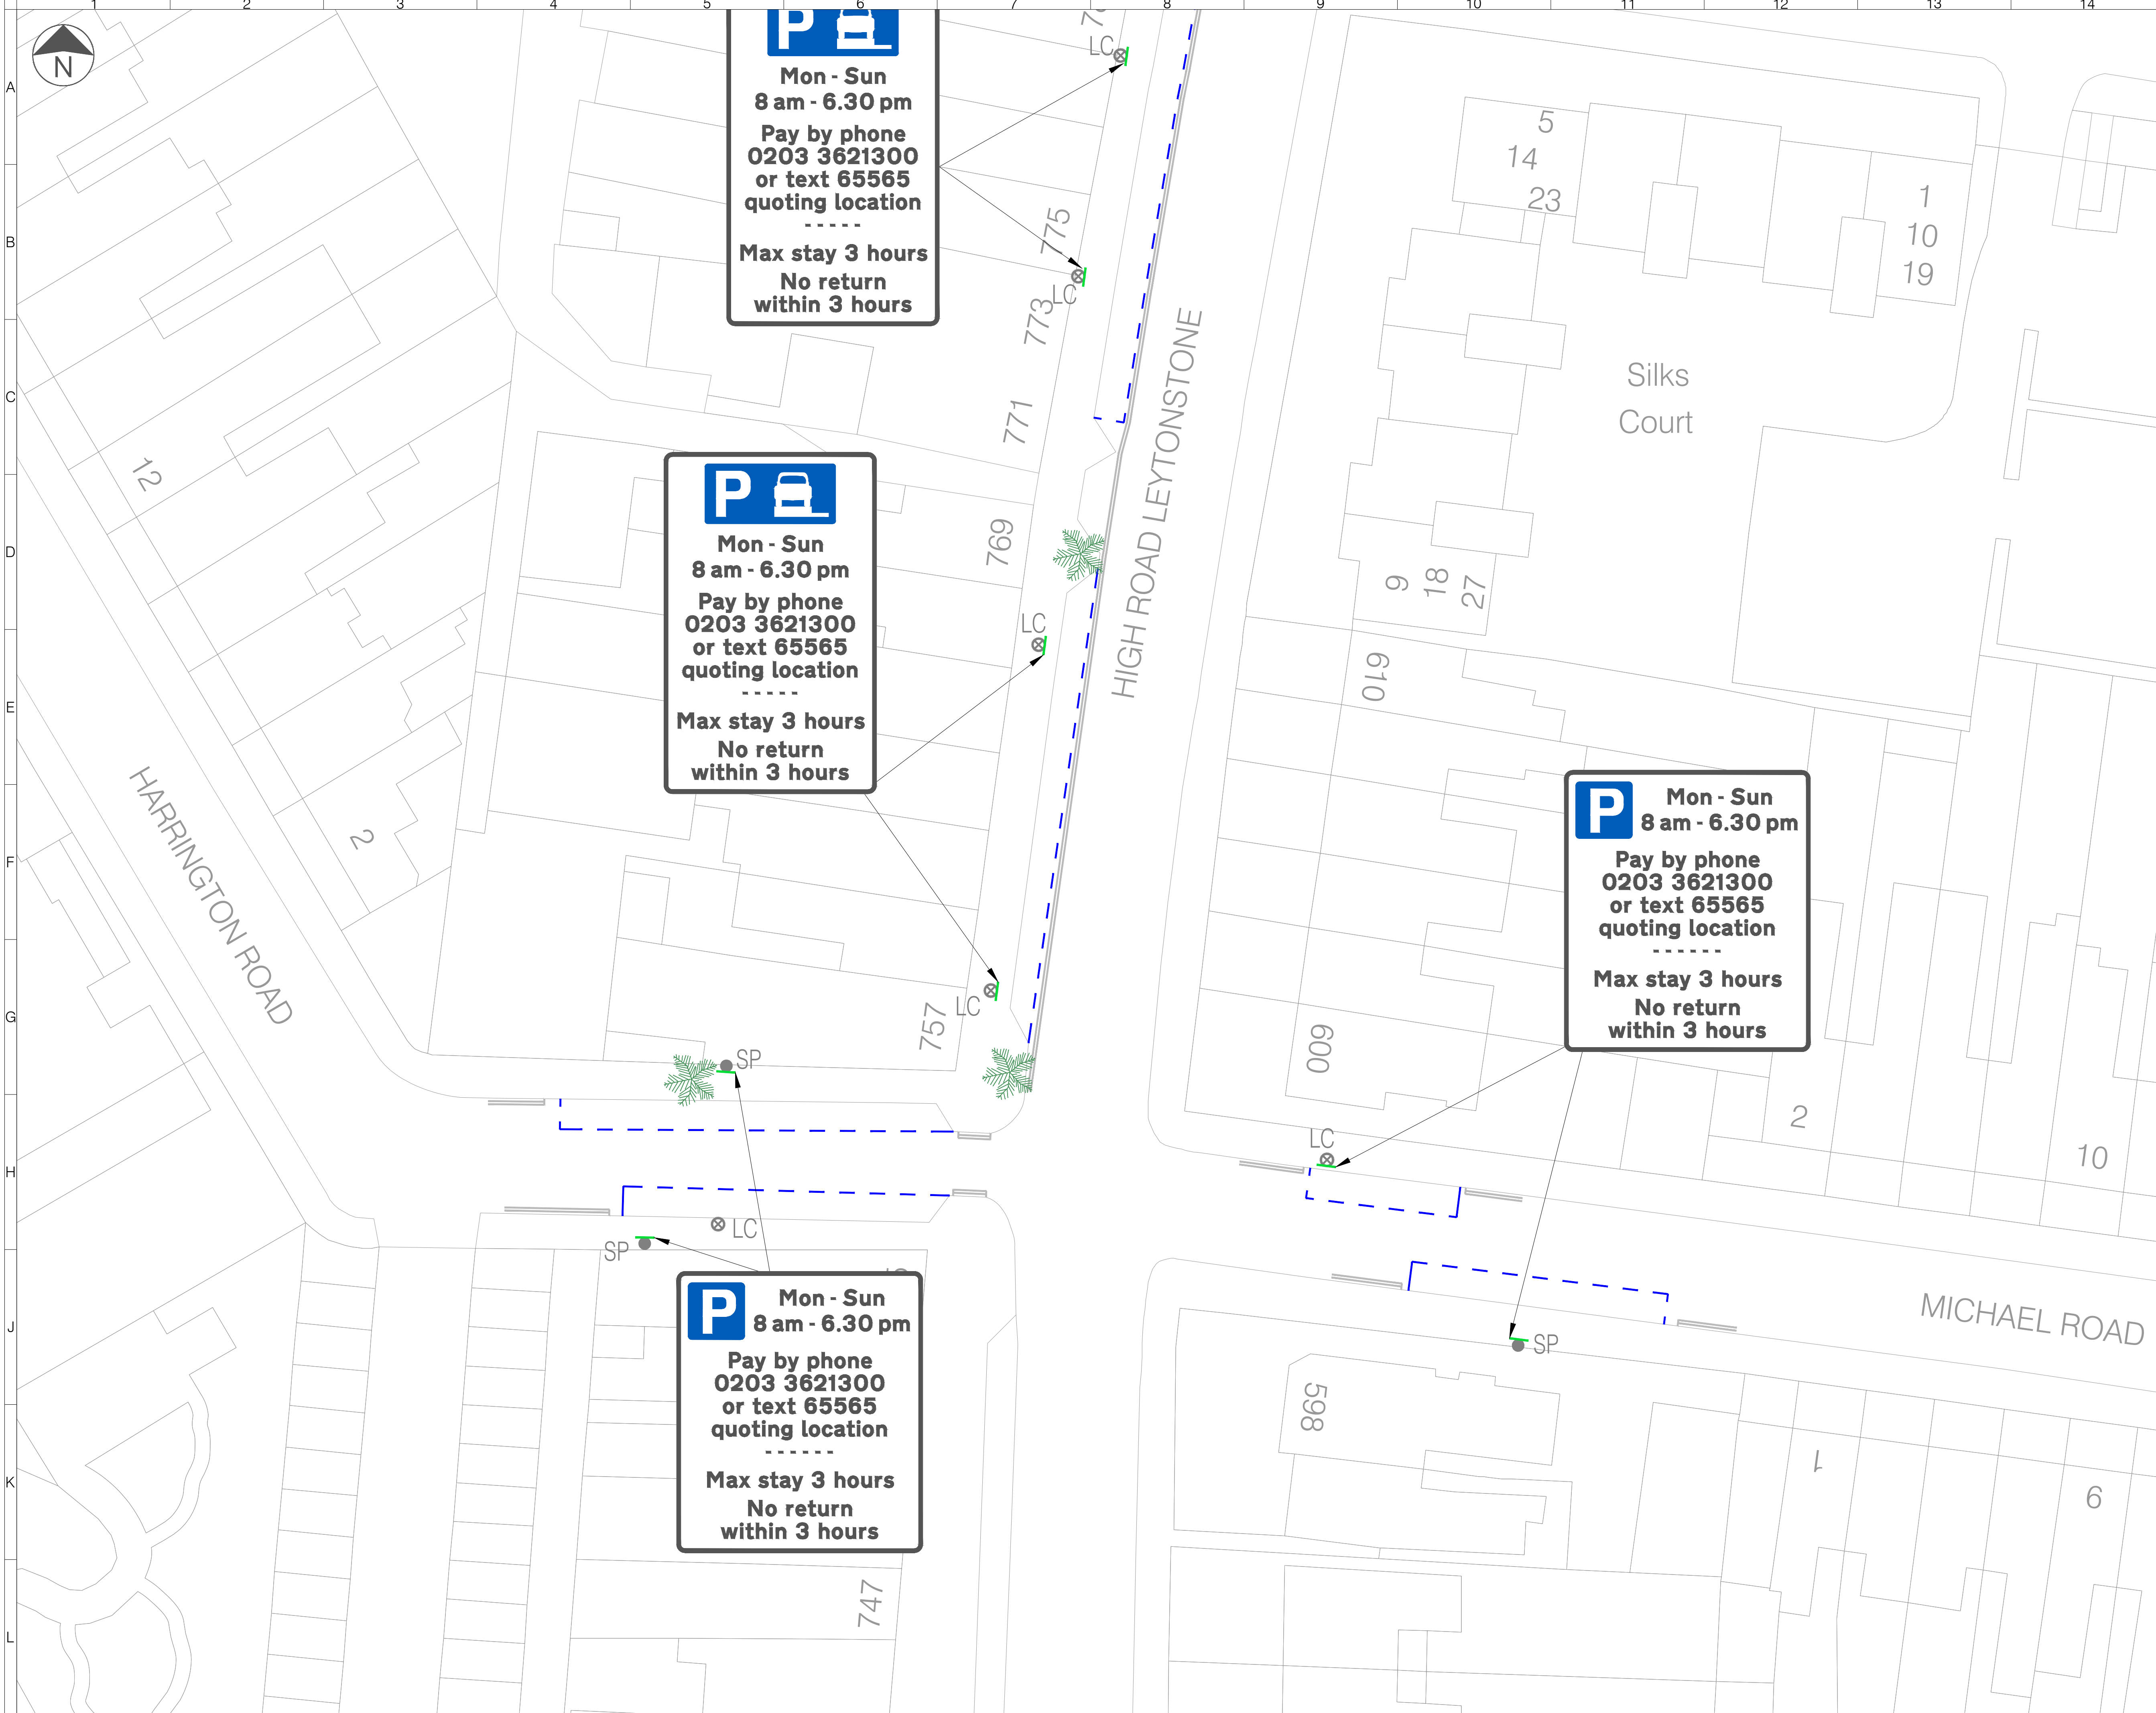 1 2 3 4 5 6 7 8 9 10 11 12 13 14
A
B
C
D
E
F
G
H
J
K
L
N
P
Mon - Sun
8 am - 6.30 pm
Pay by phone
0203 3621300
or text 65565
quoting location
Max stay 3 hours
No return
within 3 hours
LC
LC
775
773
771
769
757
HIGH ROAD LEYTONSTONE
5
14
23
1
10
19
Silks
Court
9
18
27
610
600
2
10
12
2
HARRINGTON ROAD
P
Mon - Sun
8 am - 6.30 pm
Pay by phone
0203 3621300
or text 65565
quoting location
Max stay 3 hours
No return
within 3 hours
LC
LC
P
Mon - Sun
8 am - 6.30 pm
Pay by phone
0203 3621300
or text 65565
quoting location
Max stay 3 hours
No return
within 3 hours
LC
SP
SP
LC
SP
P
Mon - Sun
8 am - 6.30 pm
Pay by phone
0203 3621300
or text 65565
quoting location
Max stay 3 hours
No return
within 3 hours
MICHAEL ROAD
598
1
9
747